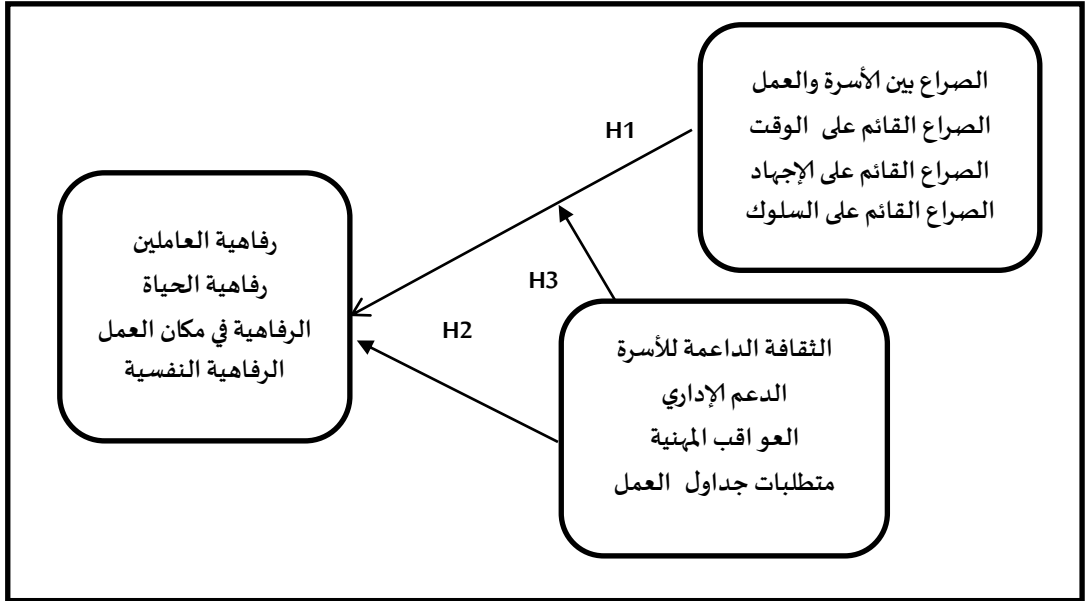 الصراع بين الأسرة والعمل
الصراع القائم على الوقت
الصراع القائم على الإجهاد
الصراع القائم على السلوك
H1
رفاهية العاملين
رفاهية الحياة
الرفاهية في مكان العمل
الرفاهية النفسية
H3
H2
الثقافة الداعمة للأسرة
الدعم الإداري
العواقب المهنية
متطلبات جداول العمل